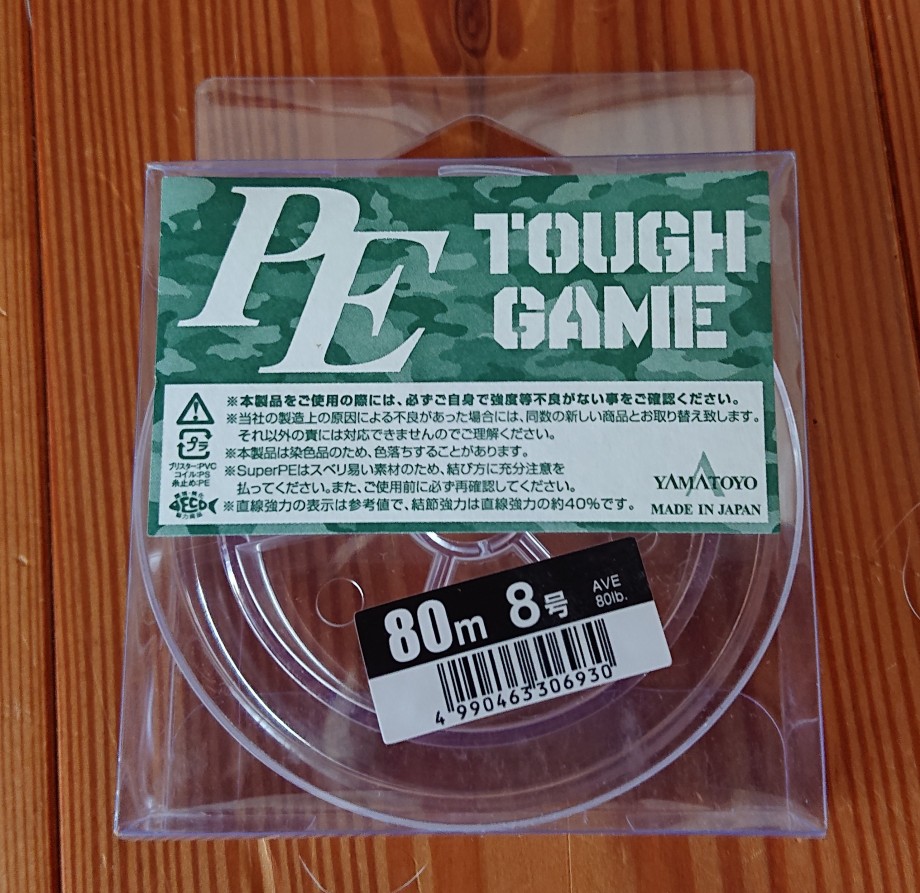 PE
TOUGH
GAME
※本製品をご使用の際には、必ずご自身で強度等不良がない事をご確認ください。
※当社の製造上の原因による不良があった場合には、同数の新しい商品とお取り替え致します。
それ以外の責には対応できませんのでご理解ください。
※本製品は染色品のため、色落ちすることがあります。
※SuperPEはスベリ易い素材のため、結び方に充分注意を
払ってください。また、ご使用前に必ず再確認してください。
※直線強力の表示は参考値で、結節強力は直線強力の約40%です。
プラ
ブリスター:PVC
コイル:PS
糸止め:PE
ECO
YAMATOYO
MADE IN JAPAN
80m 8号 AVE
80lb.
4 990463 306930